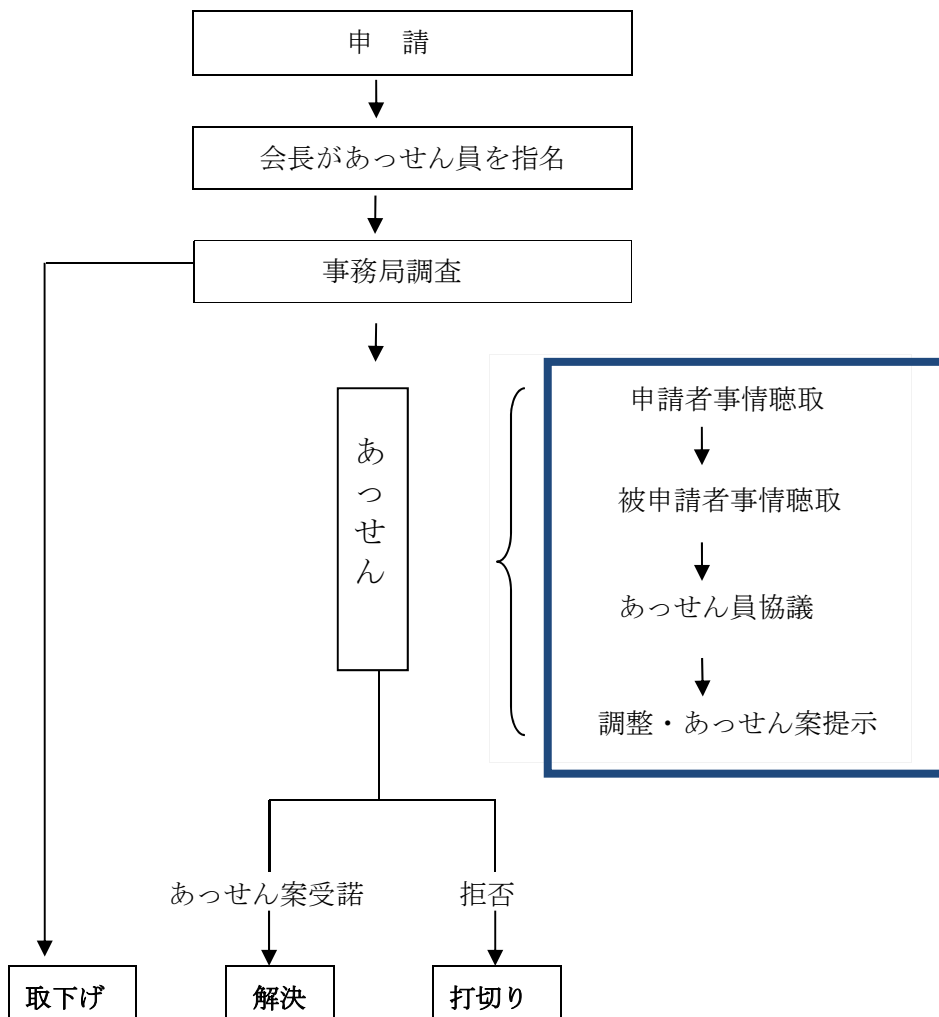 申　請
会長があっせん員を指名
事務局調査
あっせん
申請者事情聴取
被申請者事情聴取
あっせん員協議
調整・あっせん案提示
あっせん案受諾
拒否
取下げ
解決
打切り